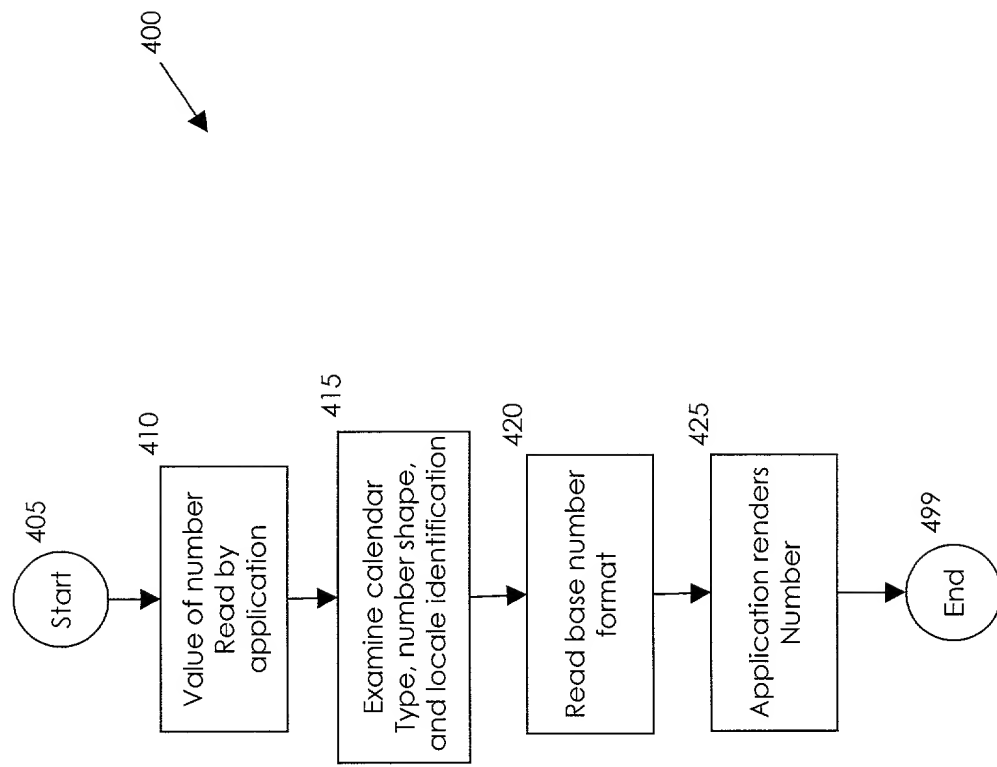 400
405
Start
410
Value of number
Read by
application
415
Examine calendar
Type, number shape,
and locale identification
420
Read base number
format
425
Application renders
Number
499
End